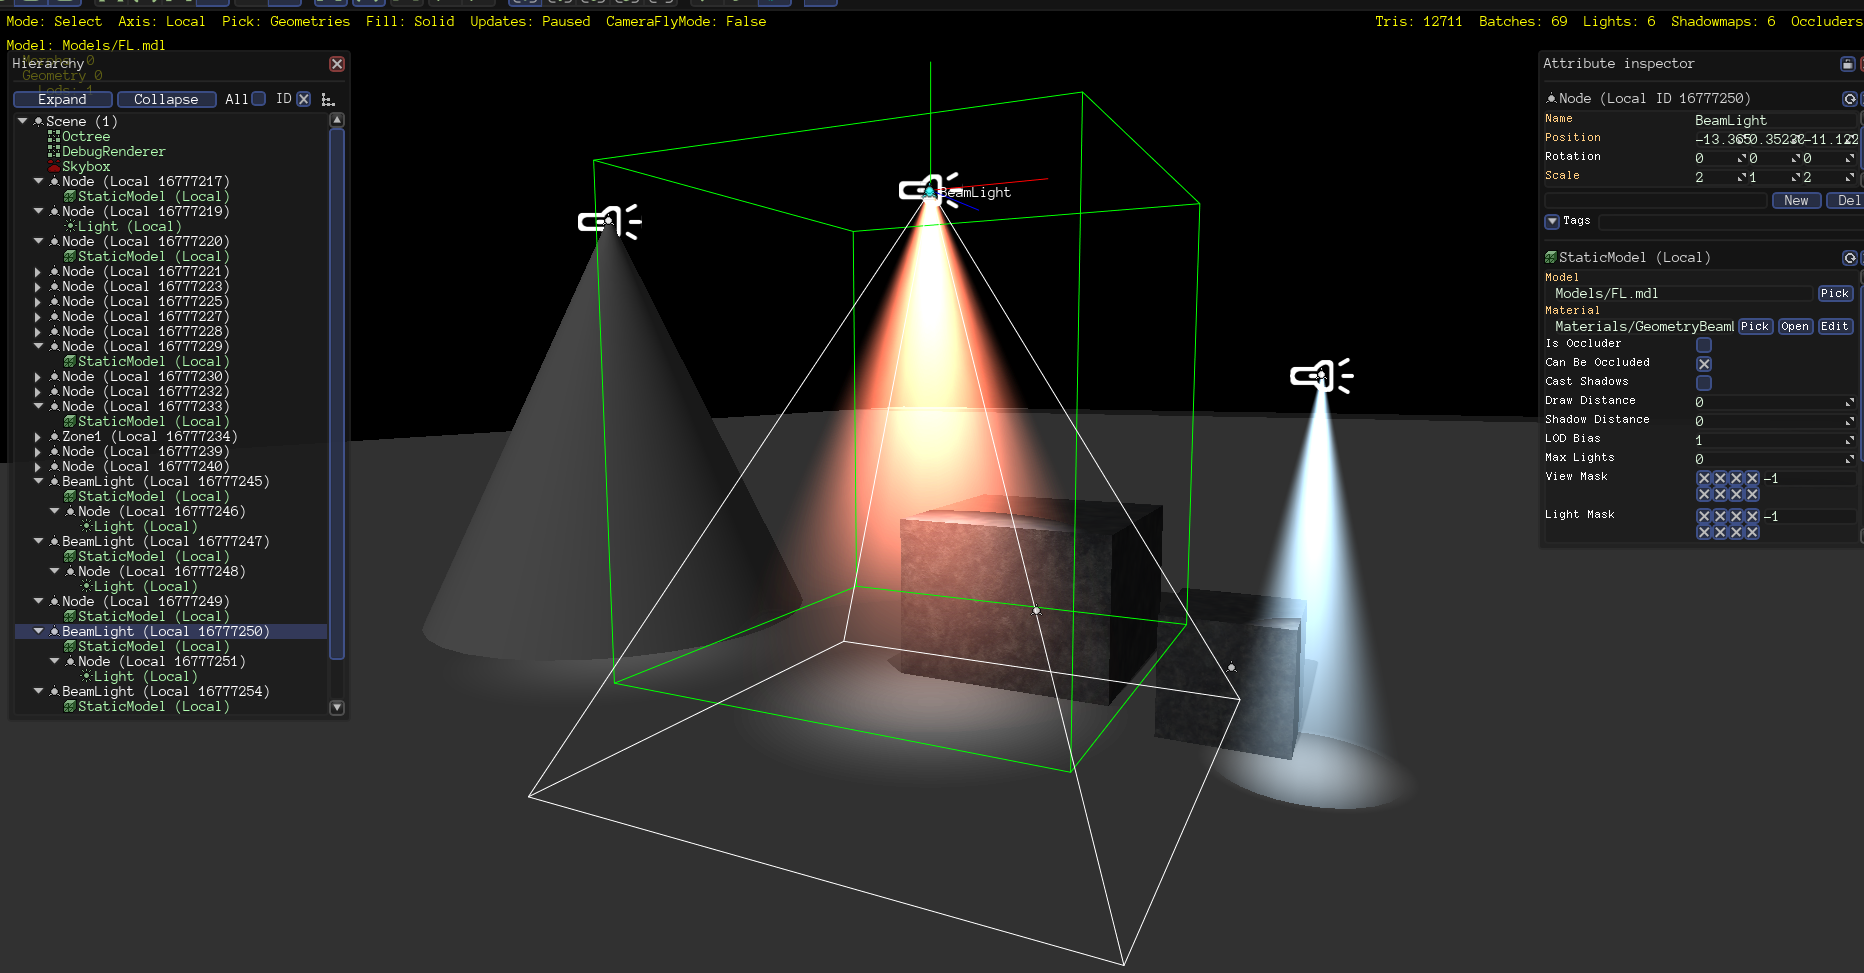 Mode: Select  Axis: Local  Pick: Geometries  Fill: Solid  Updates: Paused  CameraFlyMode: False
Tris: 12711  Batches: 69  Lights: 6  Shadowmaps: 6  Occluders
Model: Models/FL.mdl
Hierarchy
Geometry 0
Lods: 1
Expand Collapse All ID
Scene (1)
Octree
DebugRenderer
Skybox
Node (Local 16777217)
StaticModel (Local)
Node (Local 16777219)
Light (Local)
Node (Local 16777220)
StaticModel (Local)
Node (Local 16777221)
Node (Local 16777223)
Node (Local 16777225)
Node (Local 16777227)
Node (Local 16777228)
Node (Local 16777229)
StaticModel (Local)
Node (Local 16777230)
Node (Local 16777232)
Node (Local 16777233)
StaticModel (Local)
Zone1 (Local 16777234)
Node (Local 16777239)
Node (Local 16777240)
BeamLight (Local 16777245)
StaticModel (Local)
Node (Local 16777246)
Light (Local)
BeamLight (Local 16777247)
StaticModel (Local)
Node (Local 16777248)
Light (Local)
Node (Local 16777249)
StaticModel (Local)
BeamLight (Local 16777250)
StaticModel (Local)
Node (Local 16777251)
Light (Local)
BeamLight (Local 16777254)
StaticModel (Local)
BeamLight
Attribute inspector
Node (Local ID 16777250)
Name BeamLight
Position
Rotation 0 0 0
Scale 2 1 2
New Del
Tags
StaticModel (Local)
Model
Models/FL.mdl Pick
Material
Materials/GeometryBeaml Pick Open Edit
Is Occluder
Can Be Occluded
Cast Shadows
Draw Distance 0
Shadow Distance 0
LOD Bias 1
Max Lights 0
View Mask -1
Light Mask -1